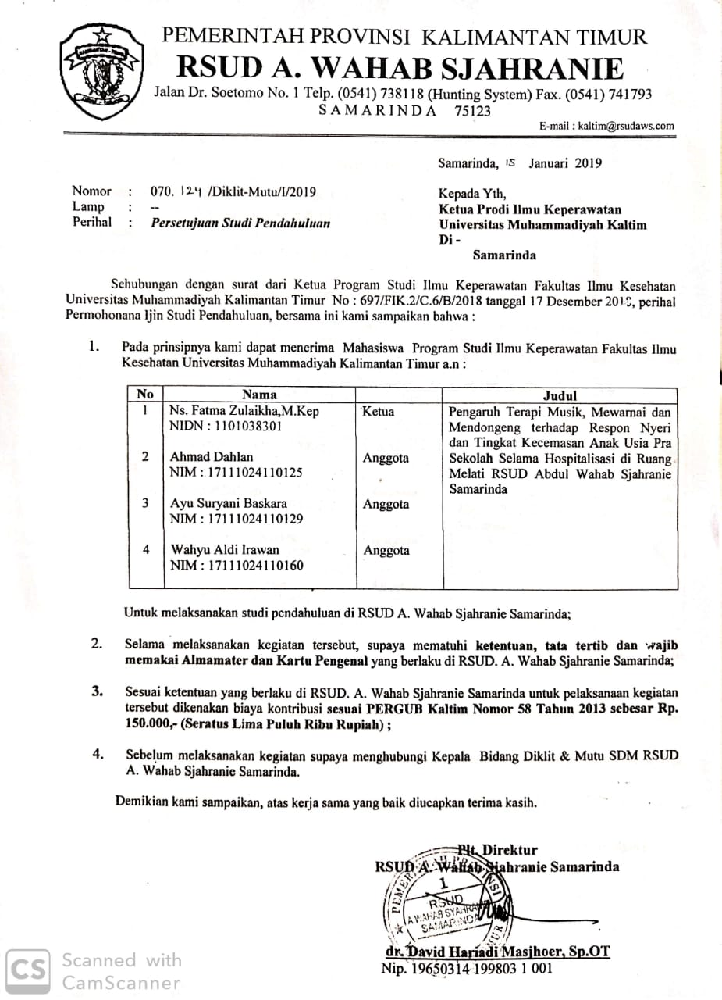 PEMERINTAH PROVINSI KALIMANTAN TIMUR
RSUD A. WAHAB SJAHRANIE
Jalan Dr. Soetomo No. 1 Telp. (0541) 738118 (Hunting System) Fax. (0541) 741793
SAMARINDA 75123
E-mail : kaltim@rsudaws.com
Samarinda, 15 Januari 2019
Nomor : 070. 124 /Diklit-Mutu/I/2019
Lamp : --
Perihal : Persetujuan Studi Pendahuluan
Kepada Yth,
Ketua Prodi Ilmu Keperawatan
Universitas Muhammadiyah Kaltim
Di -
Samarinda
Sehubungan dengan surat dari Ketua Program Studi Ilmu Keperawatan Fakultas Ilmu Kesehatan
Universitas Muhammadiyah Kalimantan Timur No : 697/FIK.2/C.6/B/2018 tanggal 17 Desember 2018, perihal
Permohonana Ijin Studi Pendahuluan, bersama ini kami sampaikan bahwa :
1. Pada prinsipnya kami dapat menerima Mahasiswa Program Studi Ilmu Keperawatan Fakultas Ilmu
Kesehatan Universitas Muhammadiyah Kalimantan Timur a.n :
No Nama Judul
1 Ns. Fatma Zulaikha,M.Kep Ketua Pengaruh Terapi Musik, Mewarnai dan
NIDN : 1101038301 Mendongeng terhadap Respon Nyeri
dan Tingkat Kecemasan Anak Usia Pra
2 Ahmad Dahlan Anggota Sekolah Selama Hospitalisasi di Ruang
NIM : 17111024110125 Melati RSUD Abdul Wahab Sjahranie
Samarinda
3 Ayu Suryani Baskara Anggota
NIM : 17111024110129
4 Wahyu Aldi Irawan Anggota
NIM : 17111024110160
Untuk melaksanakan studi pendahuluan di RSUD A. Wahab Sjahranie Samarinda;
2. Selama melaksanakan kegiatan tersebut, supaya mematuhi ketentuan, tata tertib dan wajib
memakai Almamater dan Kartu Pengenal yang berlaku di RSUD. A. Wahab Sjahranie Samarinda;
3. Sesuai ketentuan yang berlaku di RSUD. A. Wahab Sjahranie Samarinda untuk pelaksanaan kegiatan
tersebut dikenakan biaya kontribusi sesuai PERGUB Kaltim Nomor 58 Tahun 2013 sebesar Rp.
150.000,- (Seratus Lima Puluh Ribu Rupiah) ;
4. Sebelum melaksanakan kegiatan supaya menghubungi Kepala Bidang Diklit & Mutu SDM RSUD
A. Wahab Sjahranie Samarinda.
Demikian kami sampaikan, atas kerja sama yang baik diucapkan terima kasih.
Plt. Direktur
RSUD A. Wahab Sjahranie Samarinda
1
RSUD
A WAHAB SYAHRANIE
SAMARINDA
dr. David Hariadi Masjhoer, Sp.OT
Nip. 19650314 199803 1 001
CS Scanned with
CamScanner